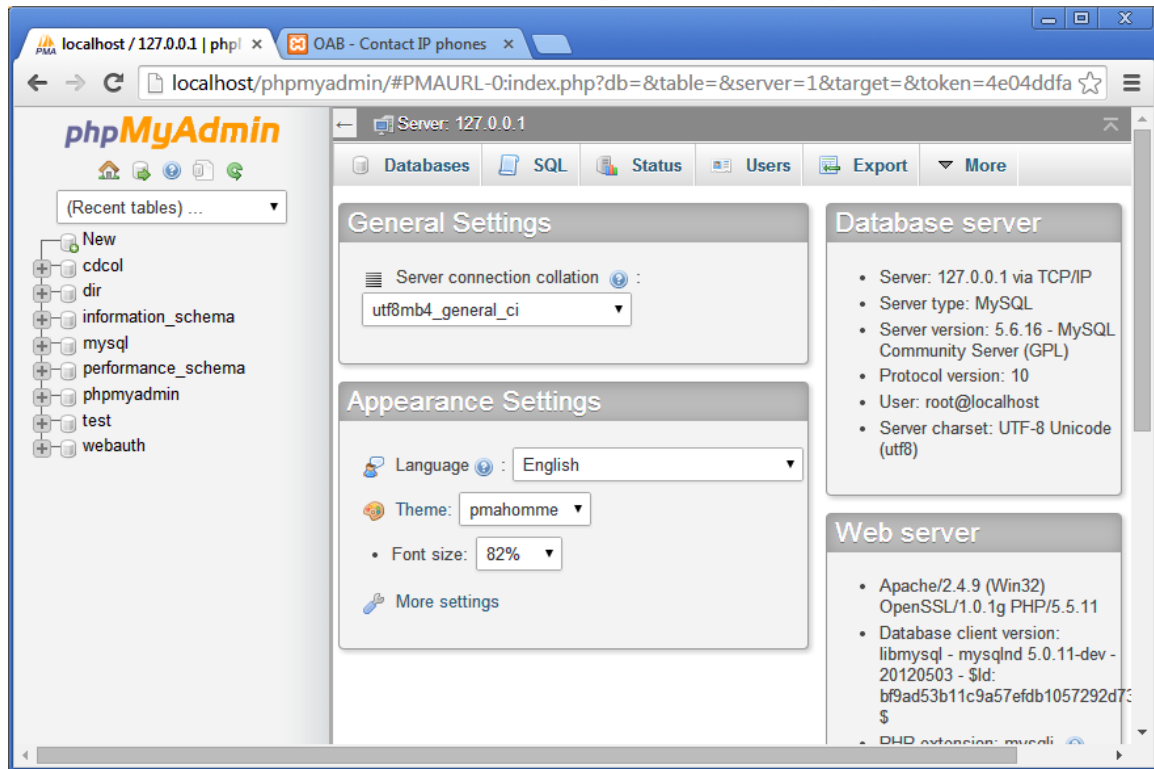 localhost / 127.0.0.1 | phpl
OAB - Contact IP phones
localhost/phpmyadmin/#PMAURL-0:index.php?db=&table=&server=1&target=&token=4e04ddfa
phpMyAdmin
(Recent tables) ...
New
cdcol
dir
information_schema
mysql
performance_schema
phpmyadmin
test
webauth
Server: 127.0.0.1
Databases
SQL
Status
Users
Export
More
General Settings
Server connection collation :
utf8mb4_general_ci
Appearance Settings
Language : English
Theme: pmahomme
Font size: 82%
More settings
Database server
Server: 127.0.0.1 via TCP/IP
Server type: MySQL
Server version: 5.6.16 - MySQL
Community Server (GPL)
Protocol version: 10
User: root@localhost
Server charset: UTF-8 Unicode
(utf8)
Web server
Apache/2.4.9 (Win32)
OpenSSL/1.0.1g PHP/5.5.11
Database client version:
libmysql - mysqlnd 5.0.11-dev -
20120503 - $Id:
bf9ad53b11c9a57efdb1057292d73
$
PHP extension: mysqli